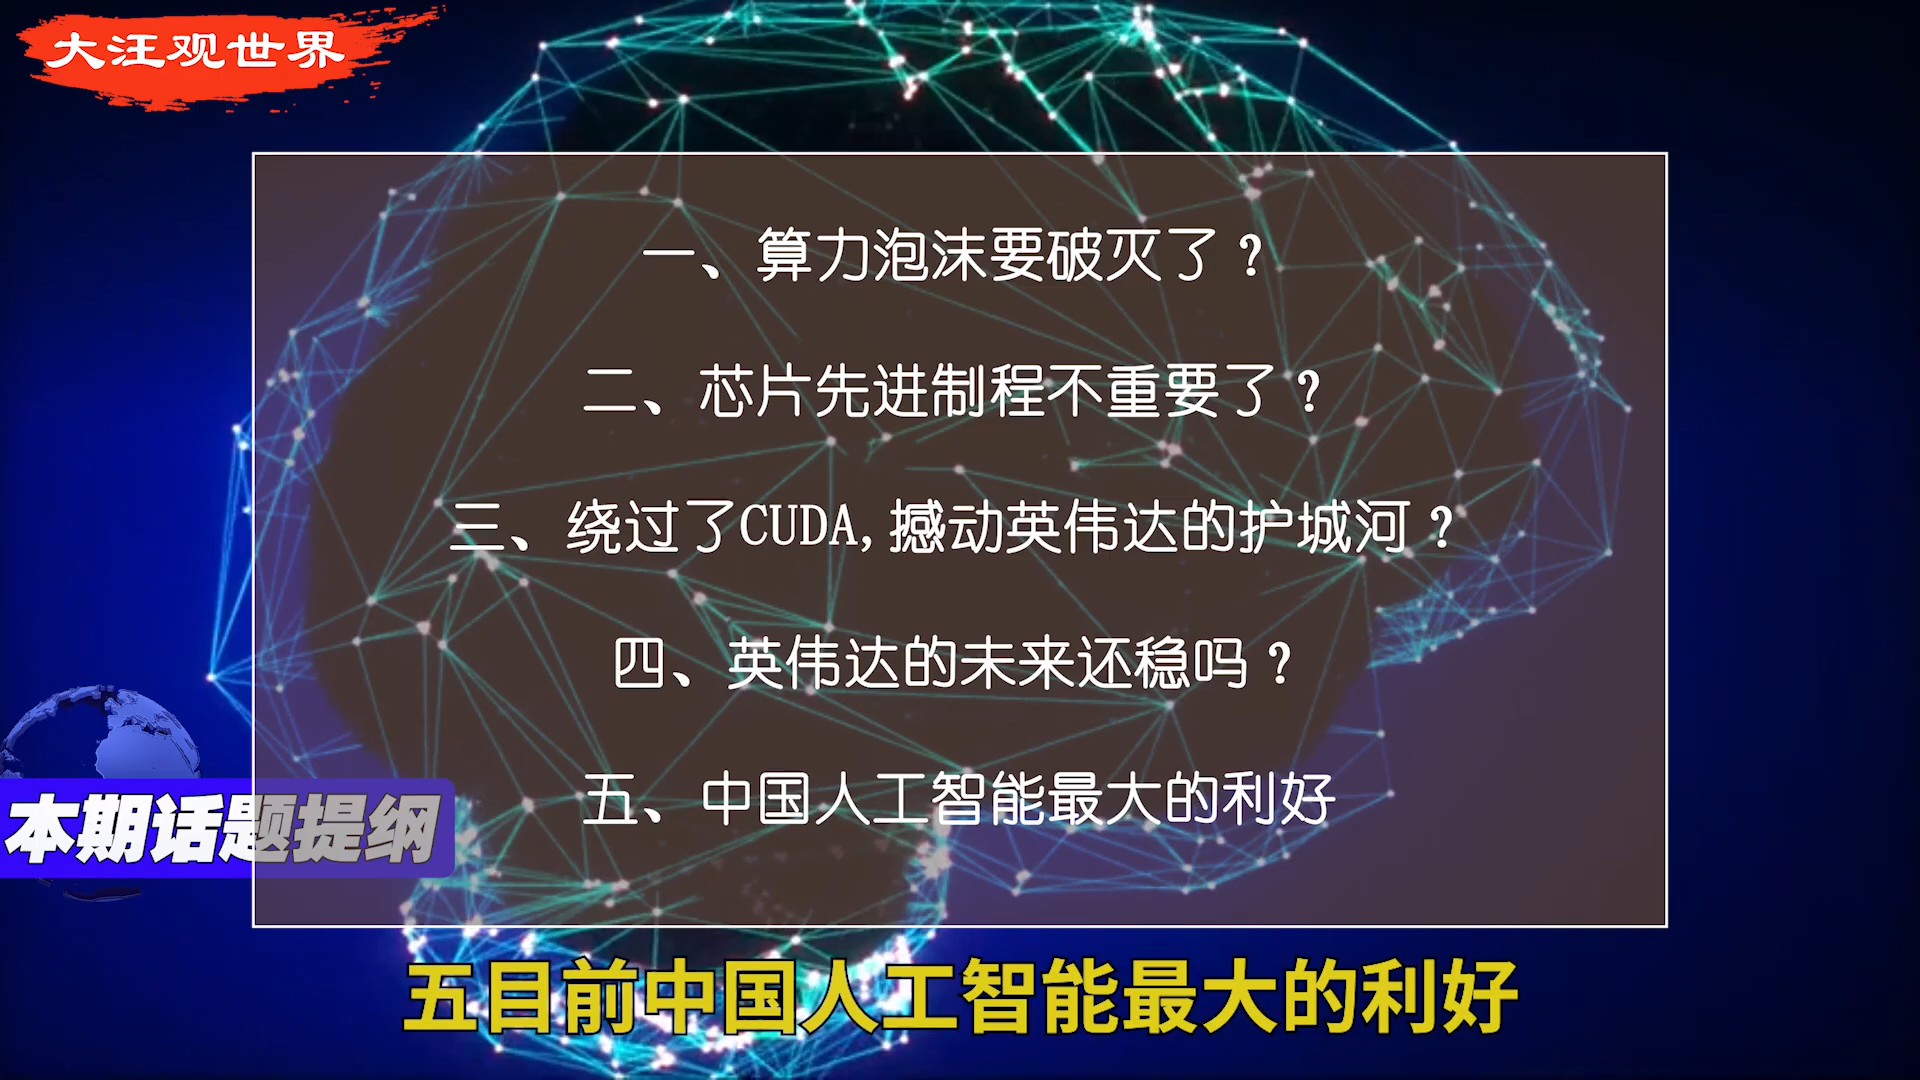 大汪观世界
一、算力泡沫要破灭了?
二、芯片先进制程不重要了?
三、绕过了CUDA,撼动英伟达的护城河?
四、英伟达的未来还稳吗?
五、中国人工智能最大的利好
本期话题提纲
五目前中国人工智能最大的利好